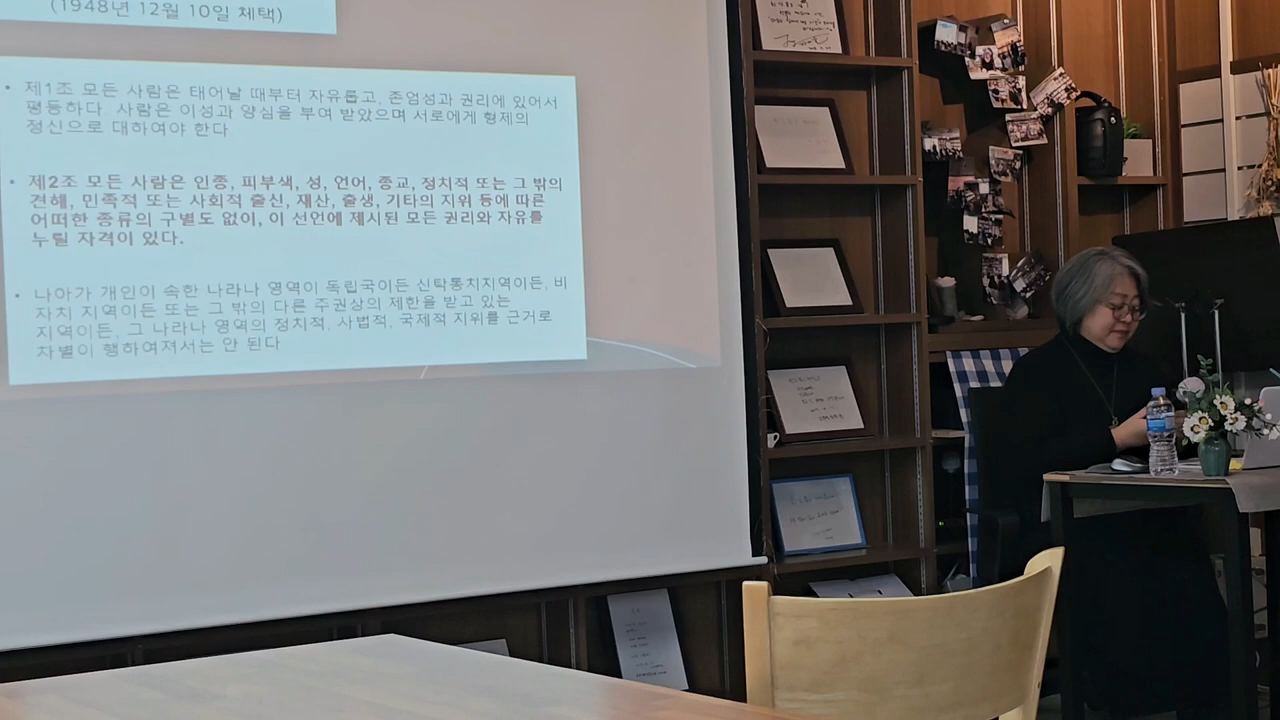 (1948년 12월 10일 채택)
• 제1조 모든 사람은 태어날 때부터 자유롭고, 존엄성과 권리에 있어서
평등하다. 사람은 이성과 양심을 부여 받았으며 서로에게 형제의
정신으로 대하여야 한다
• 제2조 모든 사람은 인종, 피부색, 성, 언어, 종교, 정치적 또는 그 밖의
견해, 민족적 또는 사회적 출신, 재산, 출생, 기타의 지위 등에 따른
어떠한 종류의 구별도 없이, 이 선언에 제시된 모든 권리와 자유를
누릴 자격이 있다.
• 나아가 개인이 속한 나라나 영역이 독립국이든 신탁통치지역이든, 비
자치 지역이든 또는 그 밖의 다른 주권상의 제한을 받고 있는
지역이든, 그 나라나 영역의 정치적, 사법적, 국제적 지위를 근거로
차별이 행하여져서는 안 된다